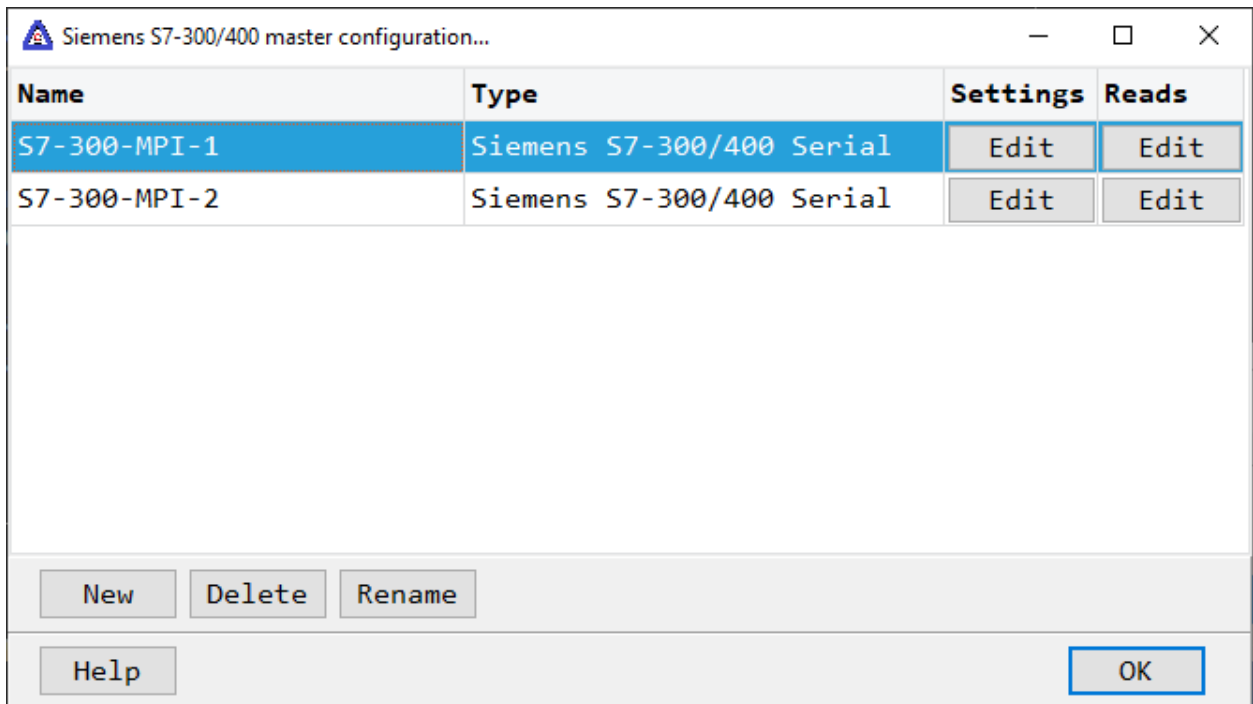 Siemens S7-300/400 master configuration...
Name Type Settings Reads
S7-300-MPI-1 Siemens S7-300/400 Serial Edit Edit
S7-300-MPI-2 Siemens S7-300/400 Serial Edit Edit
New Delete Rename
Help OK